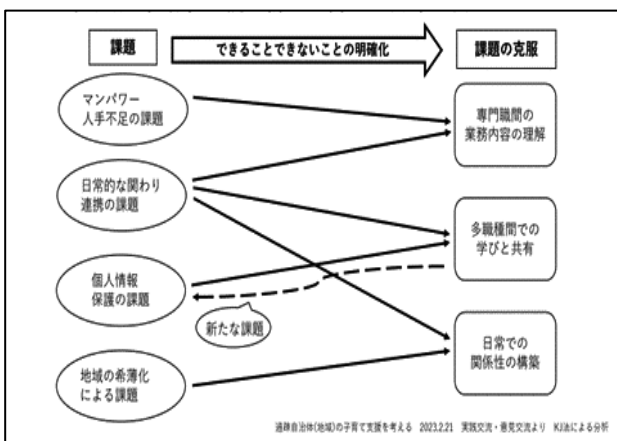 課題
できることできないことの明確化
課題の克服
マンパワー
人手不足の課題
専門職間の
業務内容の理解
日常的な関わり
連携の課題
多職種間での
学びと共有
個人情報
保護の課題
新たな課題
日常での
関係性の構築
地域の希薄化
による課題
過疎自治体(地域)の子育て支援を考える 2023.2.21 実践交流・意見交流より KJ法による分析